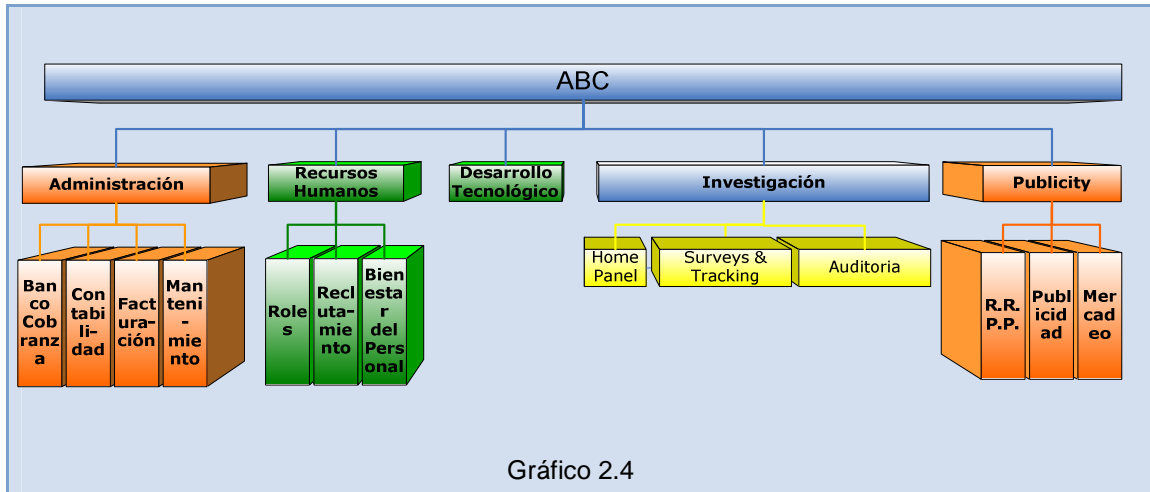 ABC
Administración
Recursos
Humanos
Desarrollo
Tecnológico
Investigación
Publicity
Ban
co Cob
ranz
a
Con
tabi
li-
dad
Fact
ura-
ción
Man
teni
-
mie
nto
Role
s
Recl
uta-
mie
nto
Bien
esta
r
del
Pers
onal
Home
Panel
Surveys &
Tracking
Auditoria
R.R.
P.P.
Publ
icid
ad
Mer
cad
eo
Gráfico 2.4